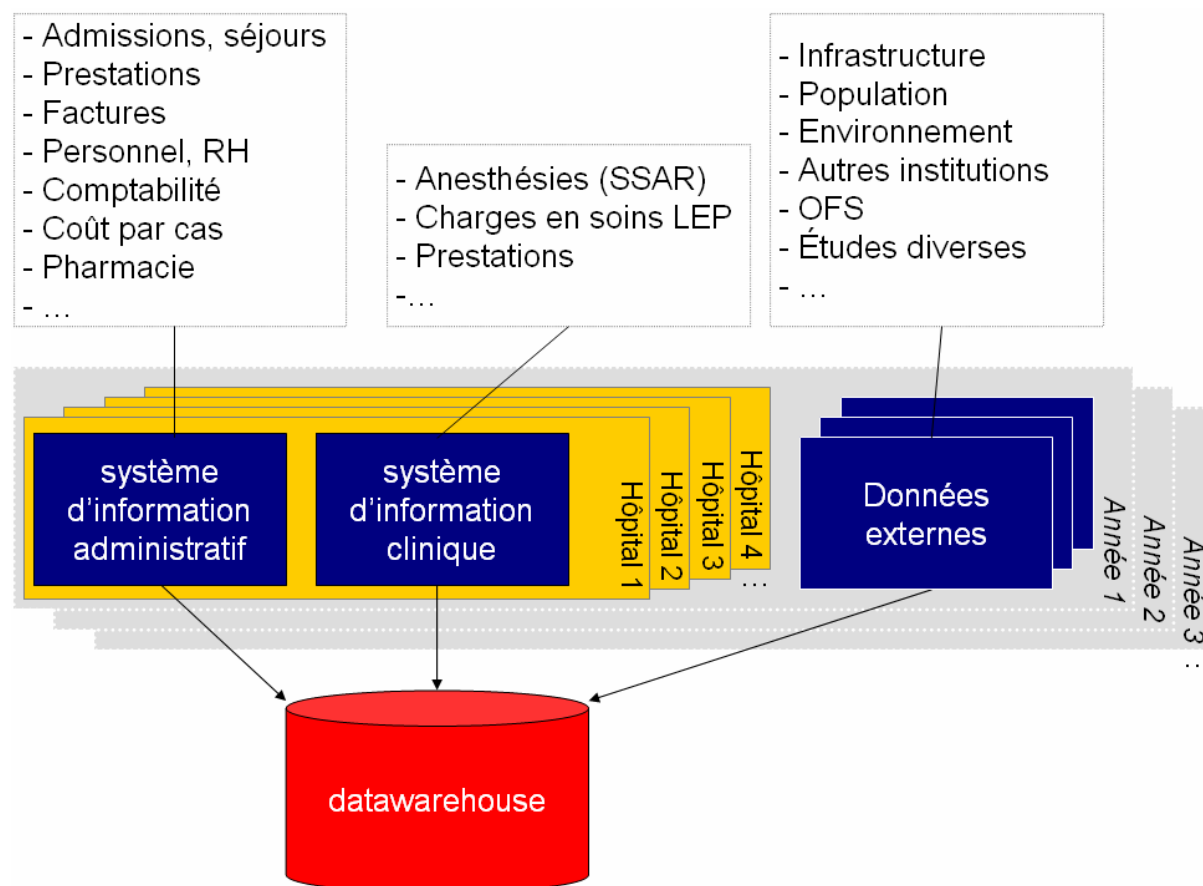 - Admissions, séjours
- Prestations
- Factures
- Personnel, RH
- Comptabilité
- Coût par cas
- Pharmacie
- ...
- Anesthésies (SSAR)
- Charges en soins LEP
- Prestations
-...
- Infrastructure
- Population
- Environnement
- Autres institutions
- OFS
- Études diverses
- ...
système
d'information
administratif
système
d'information
clinique
Hôpital 1
Hôpital 2
Hôpital 3
Hôpital 4
...
Données
externes
Année 1
Année 2
Année 3
...
datawarehouse